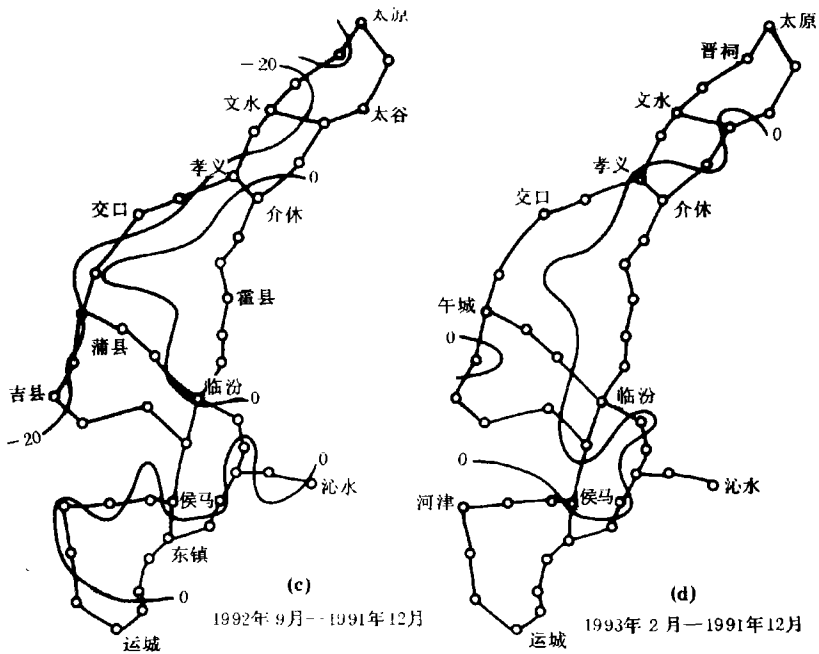 太原
-20
文水
太谷
孝义
0
介休
交口
霍县
蒲县
临汾
0
吉县
-20
0
沁水
侯马
东镇
0
(c)
1992年9月--1991年12月
运城
太原
晋祠
文水
0
孝义
介休
交口
午城
0
临汾
0
沁水
侯马
河津
(d)
1993年2月—1991年12月
运城